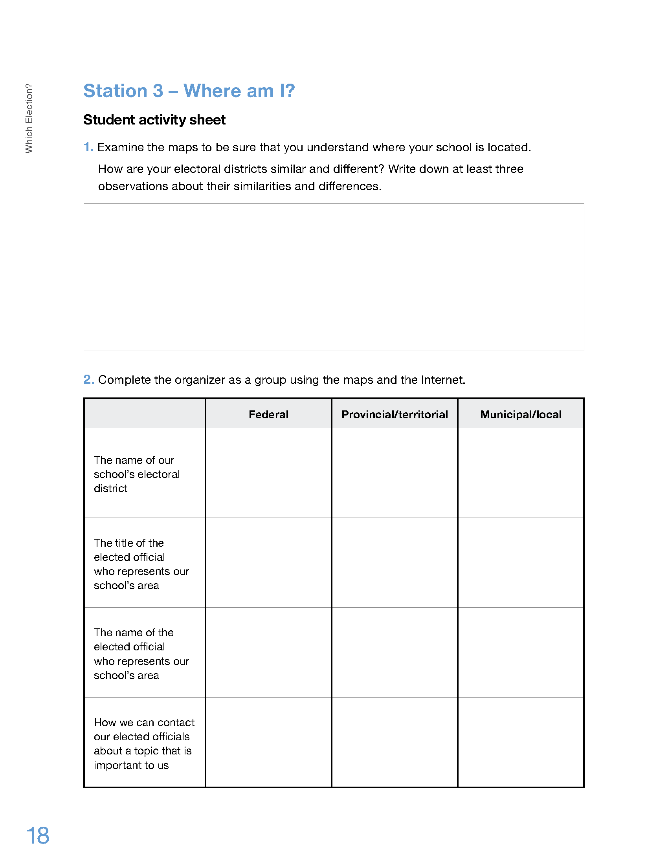 Which Election?
Station 3 – Where am I?
Student activity sheet
1. Examine the maps to be sure that you understand where your school is located.
How are your electoral districts similar and different? Write down at least three
observations about their similarities and differences.
2. Complete the organizer as a group using the maps and the Internet.
Federal
Provincial/territorial
Municipal/local
The name of our
school's electoral
district
The title of the
elected official
who represents our
school's area
The name of the
elected official
who represents our
school's area
How we can contact
our elected officials
about a topic that is
important to us
18